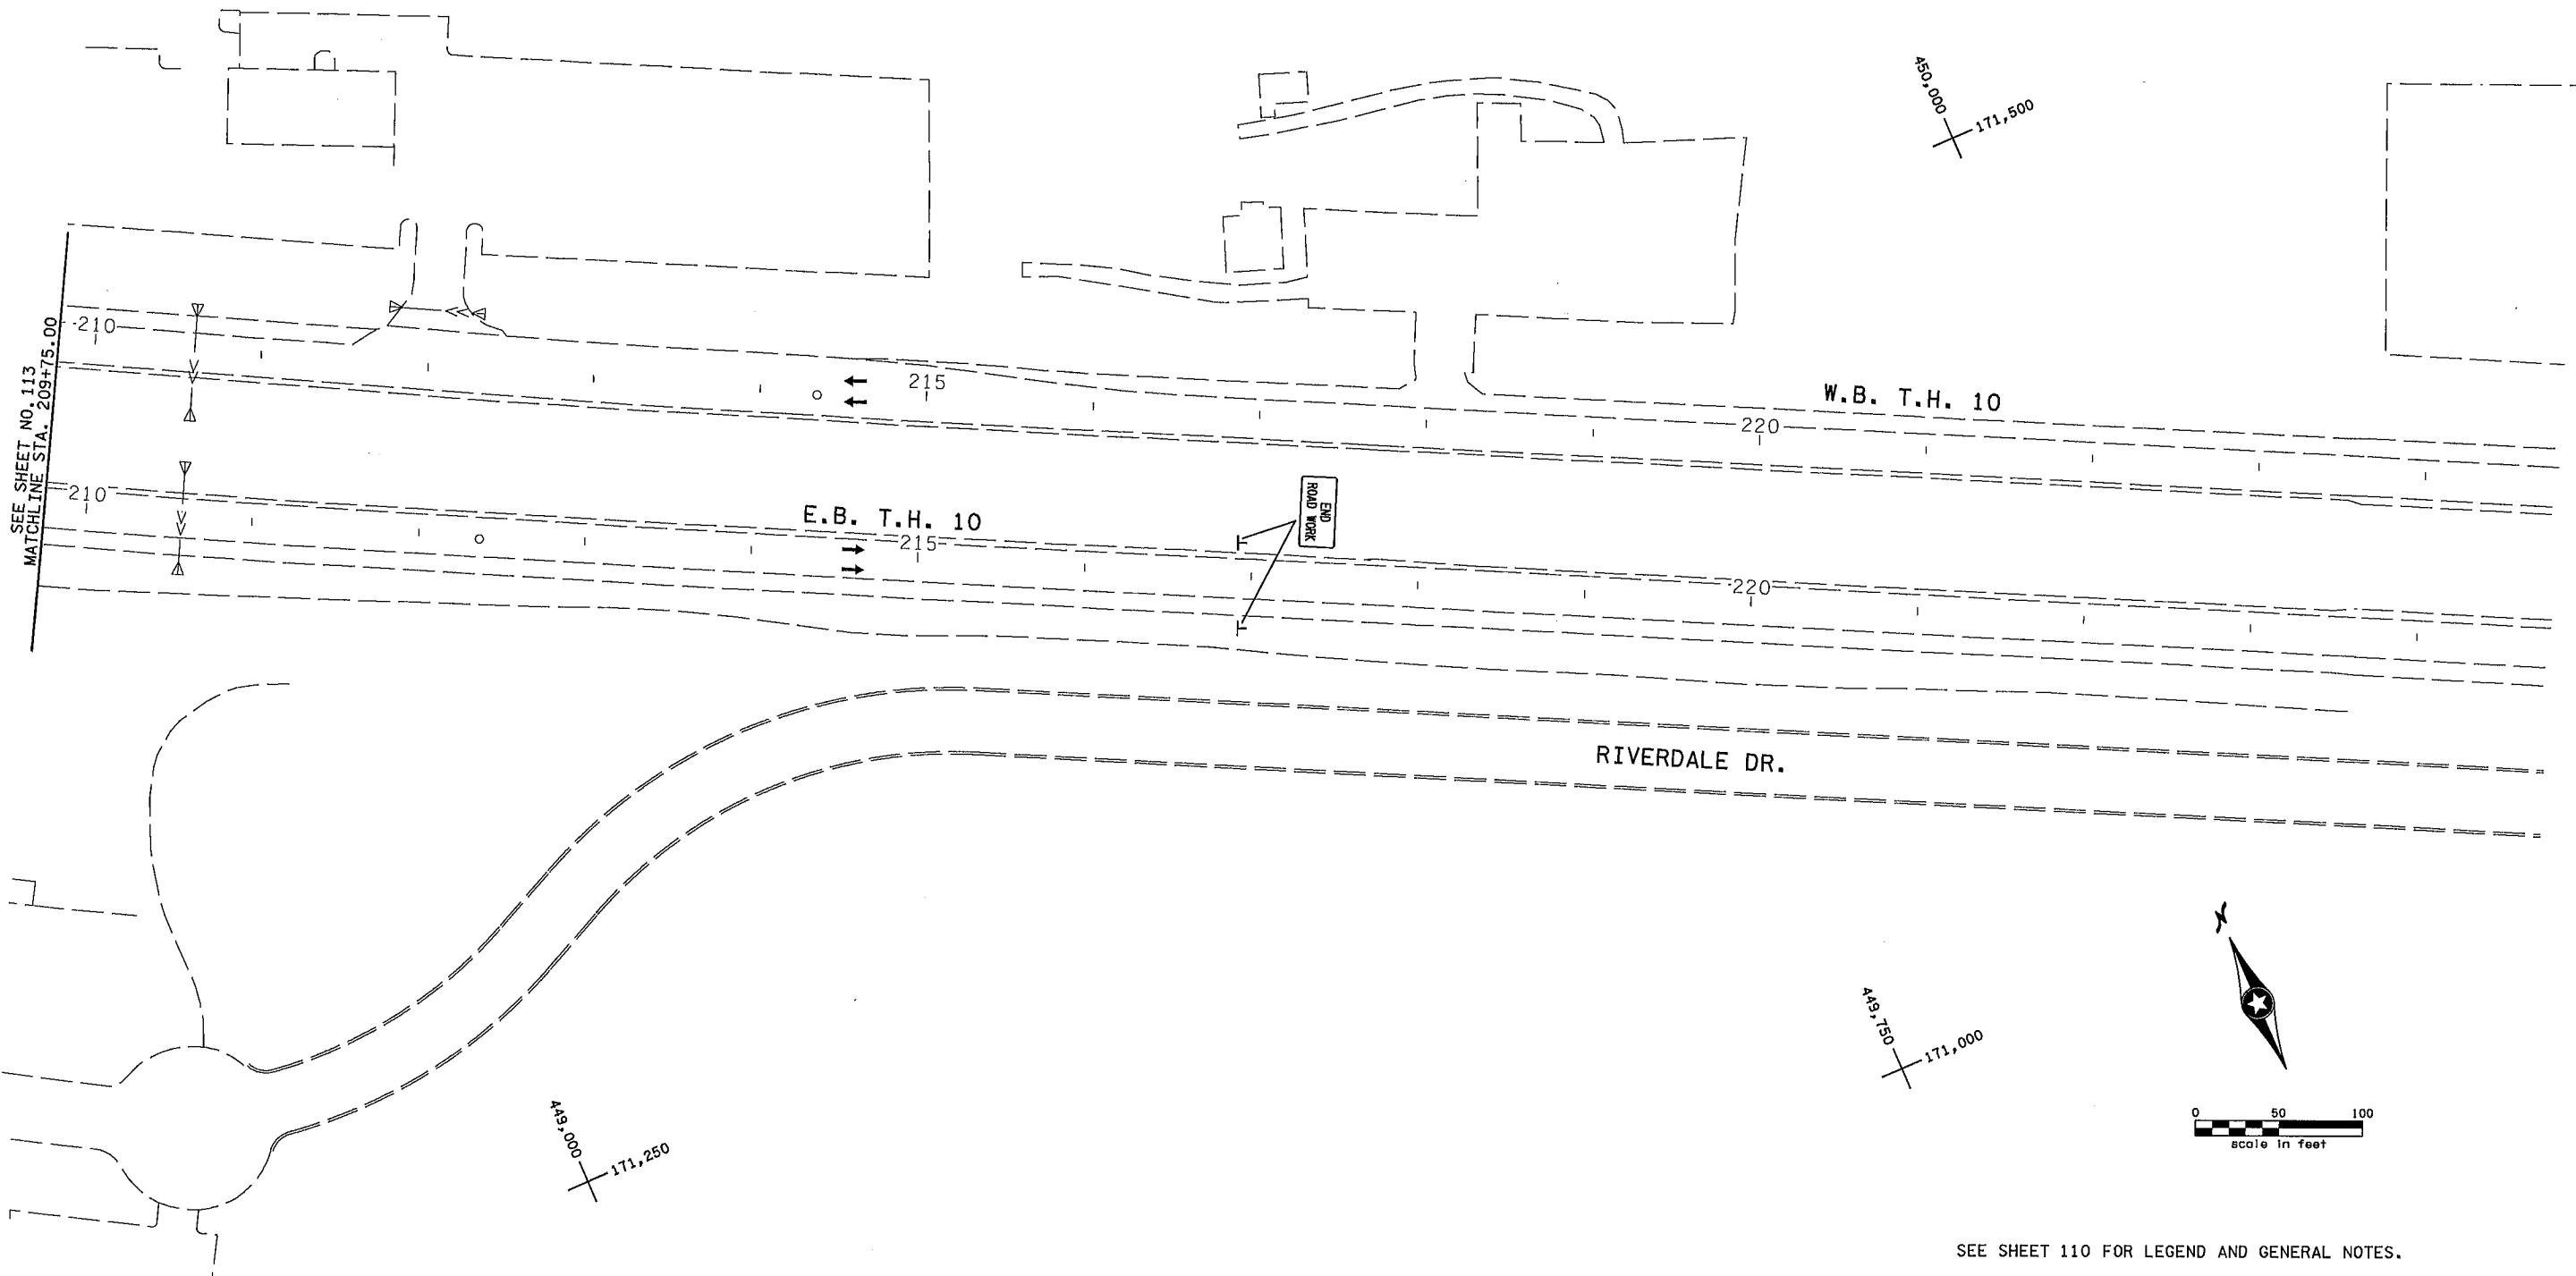 450,000
171,500
SEE SHEET NO. 113
MATCHLINE STA. 209+75.00
210
215
W.B. T.H. 10
220
210
E.B. T.H. 10
215
END
ROAD WORK
220
RIVERDALE DR.
N
449,750
171,000
449,000
171,250
0 50 100
scale in feet
SEE SHEET 110 FOR LEGEND AND GENERAL NOTES.